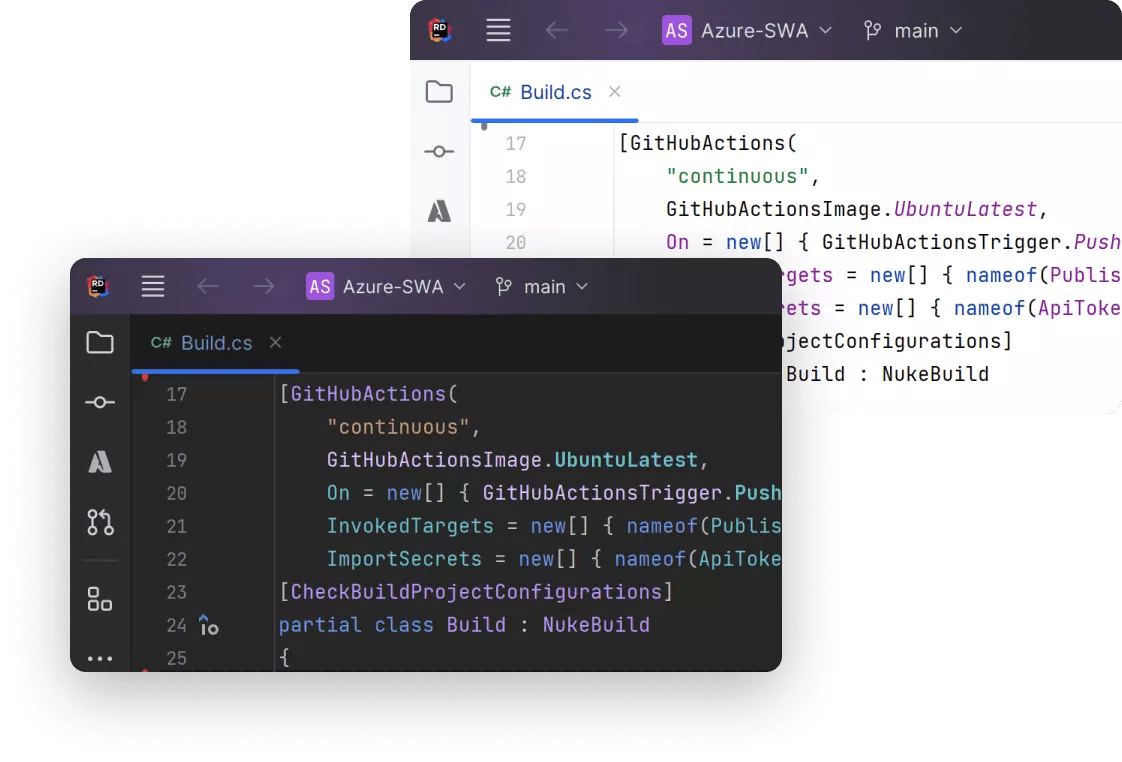 RD AS Azure-SWA main
C# Build.cs
17 [GitHubActions(
18 "continuous",
19 GitHubActionsImage.UbuntuLatest,
20 On = new[] { GitHubActionsTrigger.Push
gets = new[] { nameof(Publis
ets = new[] { nameof(ApiToke
jectConfigurations]
Build : NukeBuild
RD AS Azure-SWA main
C# Build.cs
17 [GitHubActions(
18 "continuous",
19 GitHubActionsImage.UbuntuLatest,
20 On = new[] { GitHubActionsTrigger.Push
21 InvokedTargets = new[] { nameof(Publis
22 ImportSecrets = new[] { nameof(ApiToke
23 [CheckBuildProjectConfigurations]
24 partial class Build : NukeBuild
25 {